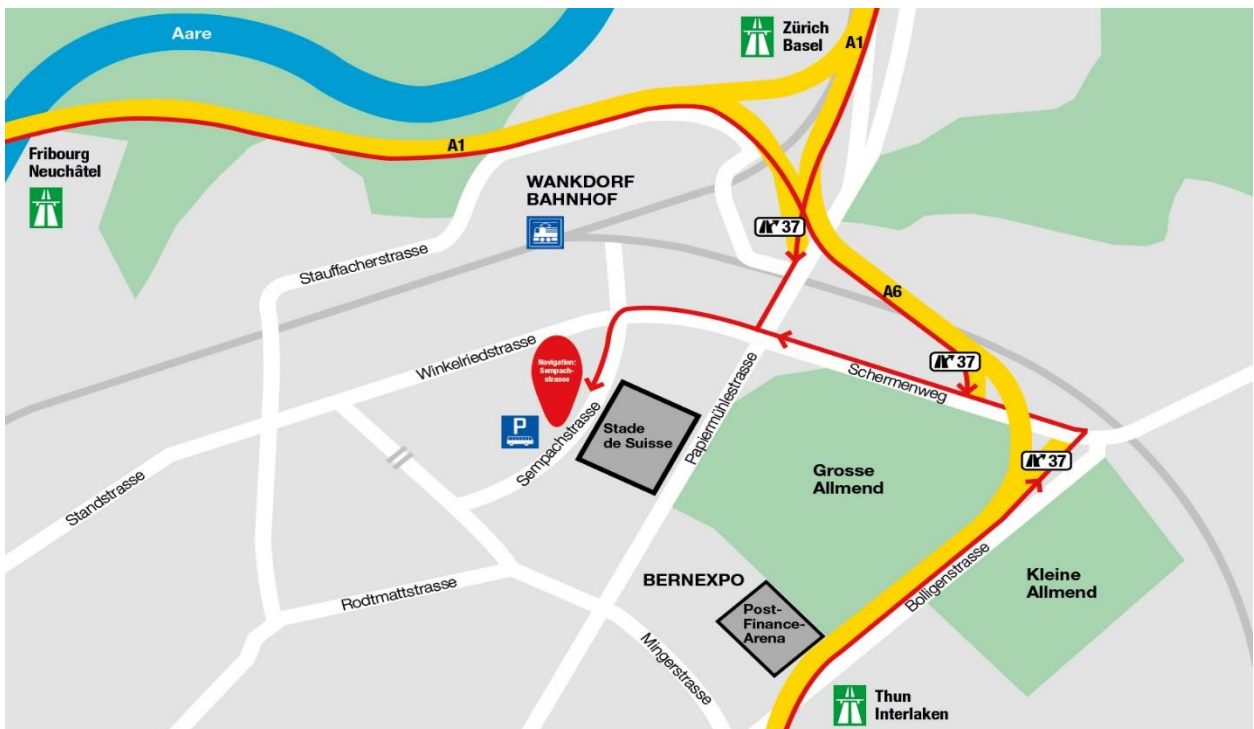 Aare
Zürich
Basel
A1
A1
Fribourg
Neuchâtel
WANKDORF
BAHNHOF
37
Stauffacherstrasse
A6
Winkelriedstrasse
Navigation:
Sempach-
strasse
37
Schermenweg
P
Sempachstrasse
Stade
de Suisse
Papiermühlestrasse
37
Grosse
Allmend
Standstrasse
Bolligenstrasse
Kleine
Allmend
BERNEXPO
Rodtmattstrasse
Post-
Finance-
Arena
Mingerstrasse
Thun
Interlaken